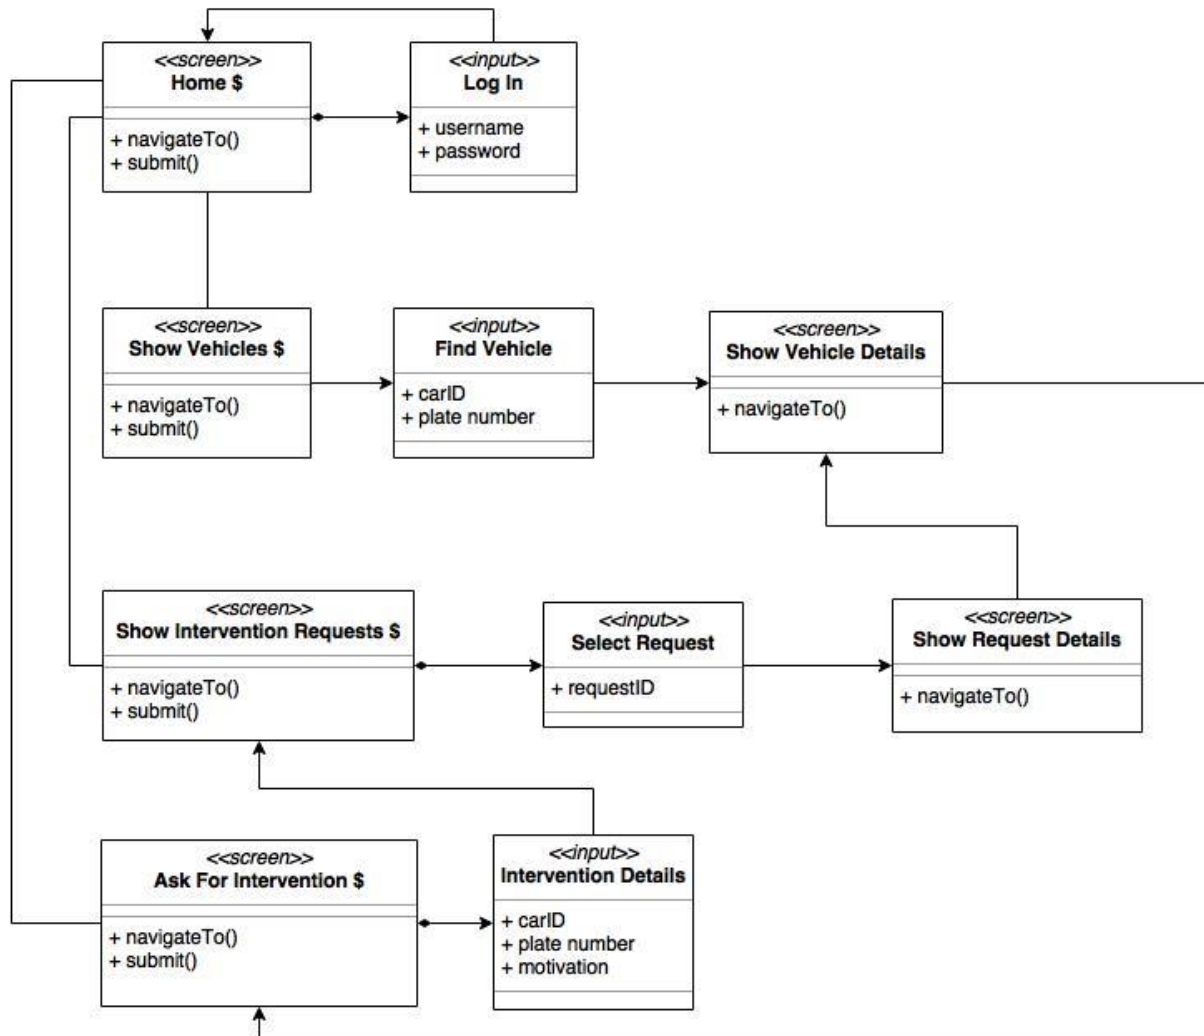 <<screen>>
Home $
+ navigateTo()
+ submit()
<<input>>
Log In
+ username
+ password
<<screen>>
Show Vehicles $
+ navigateTo()
+ submit()
<<input>>
Find Vehicle
+ carID
+ plate number
<<screen>>
Show Vehicle Details
+ navigateTo()
<<screen>>
Show Intervention Requests $
+ navigateTo()
+ submit()
<<input>>
Select Request
+ requestID
<<screen>>
Show Request Details
+ navigateTo()
<<screen>>
Ask For Intervention $
+ navigateTo()
+ submit()
<<input>>
Intervention Details
+ carID
+ plate number
+ motivation